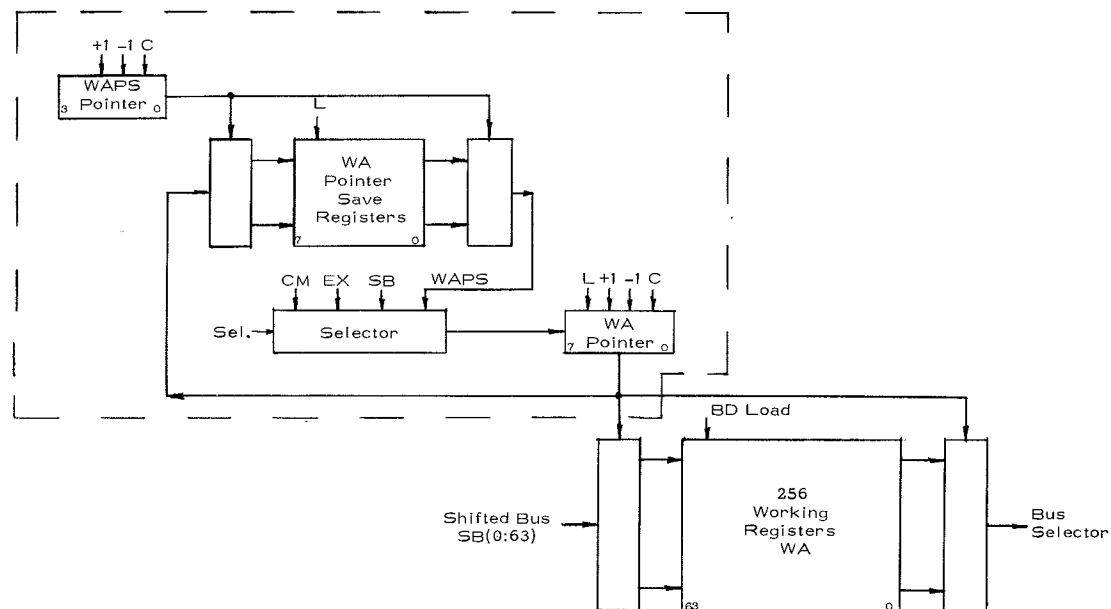 +1 -1 C
WAPS
Pointer
3 0
L
WA
Pointer
Save
Registers
7 0
CM EX SB WAPS
Sel. Selector
L +1 -1 C
WA
Pointer
7 0
BD Load
256
Working
Registers
WA
Shifted Bus
SB(0:63)
Bus
Selector
63 0